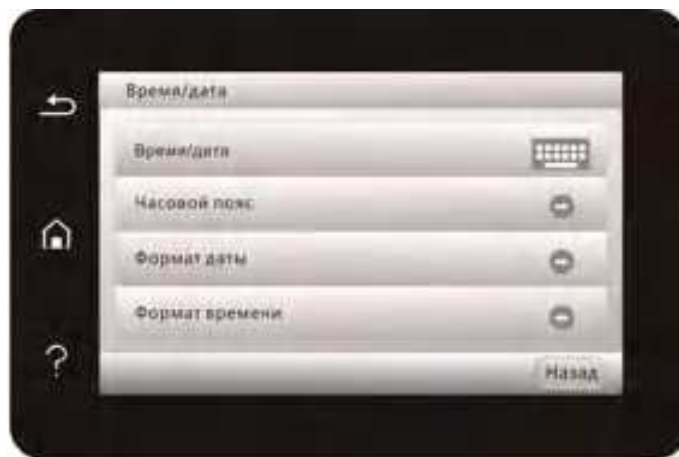 Время/дата
Время/дата
Часовой пояс
Формат даты
Формат времени
Назад